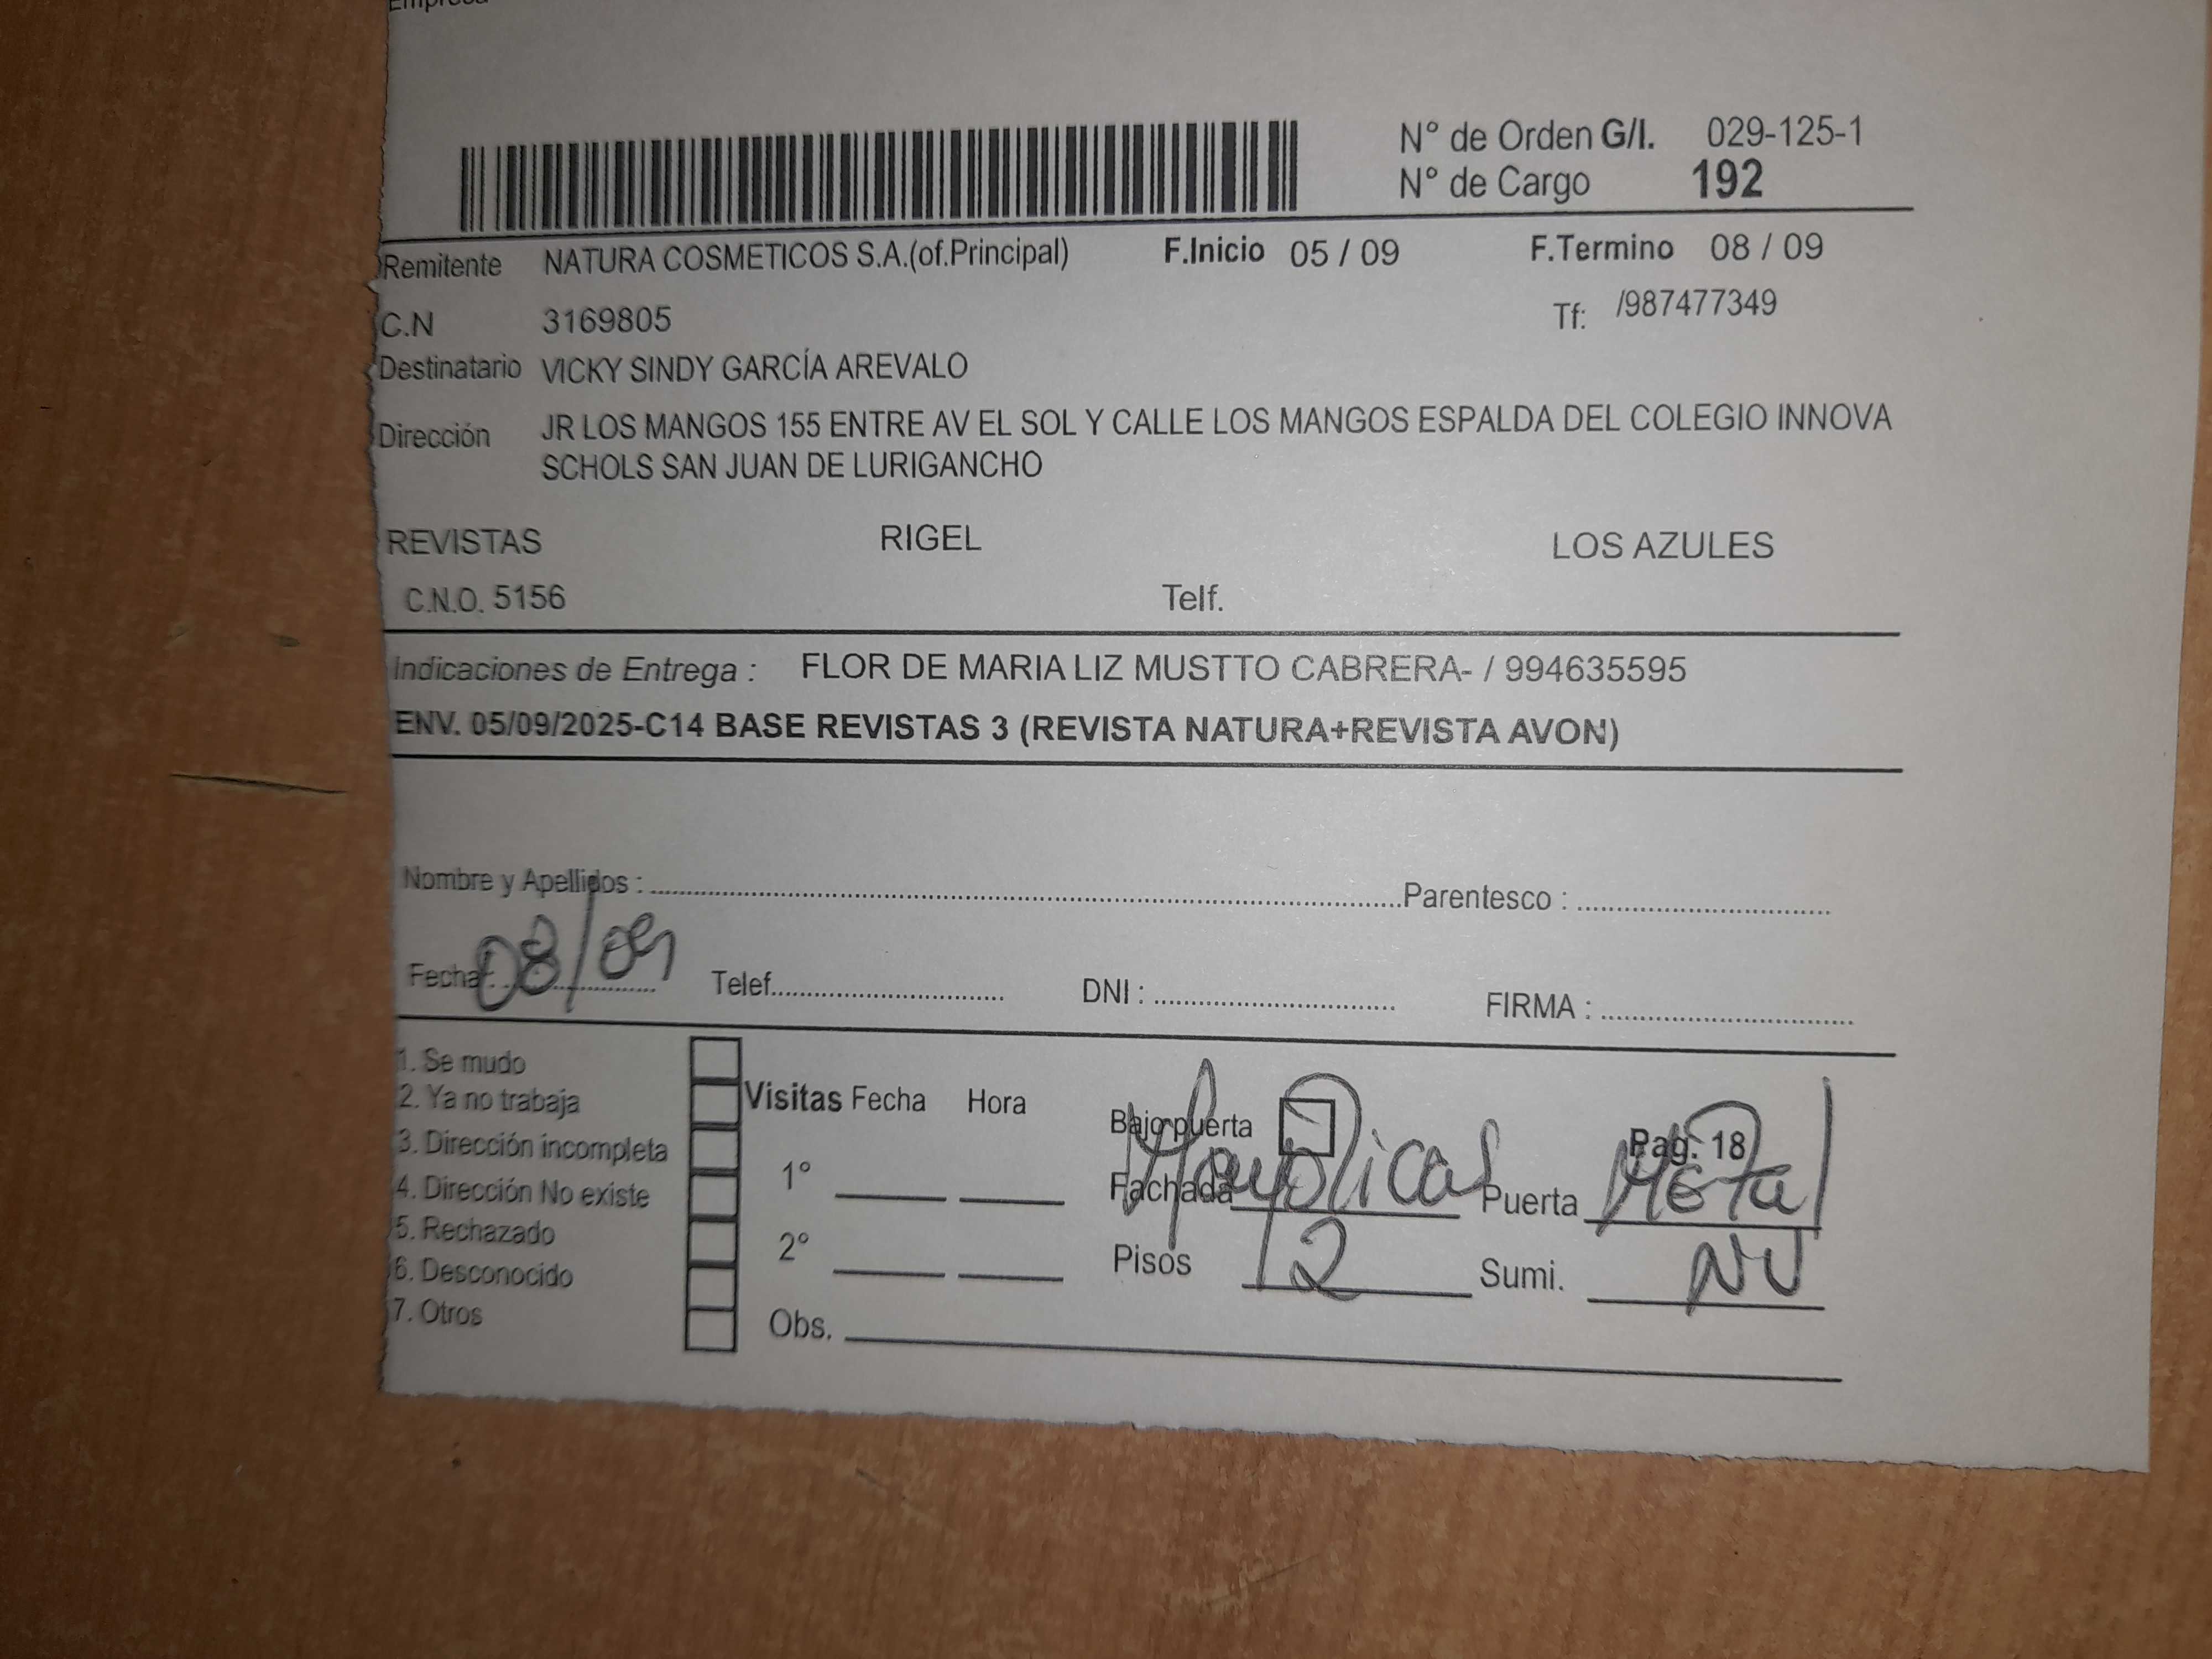 Empresa
N° de Orden G/I. 029-125-1
N° de Cargo 192
Remitente NATURA COSMETICOS S.A.(of.Principal) F.Inicio 05 / 09 F.Termino 08 / 09
C.N 3169805 Tf: /987477349
Destinatario VICKY SINDY GARCÍA AREVALO
Dirección JR LOS MANGOS 155 ENTRE AV EL SOL Y CALLE LOS MANGOS ESPALDA DEL COLEGIO INNOVA
SCHOLS SAN JUAN DE LURIGANCHO
REVISTAS RIGEL LOS AZULES
C.N.O. 5156 Telf.
Indicaciones de Entrega : FLOR DE MARIA LIZ MUSTTO CABRERA- / 994635595
ENV. 05/09/2025-C14 BASE REVISTAS 3 (REVISTA NATURA+REVISTA AVON)
Nombre y Apellidos : Parentesco :
Fecha : 08/09 Telef. DNI : FIRMA :
1. Se mudo
2. Ya no trabaja Visitas Fecha Hora Bajo puerta Pag. 18
3. Dirección incompleta
4. Dirección No existe 1° Fachada Mayolicas Puerta Metal
5. Rechazado
6. Desconocido 2° Pisos 12 Sumi. NV
7. Otros Obs.